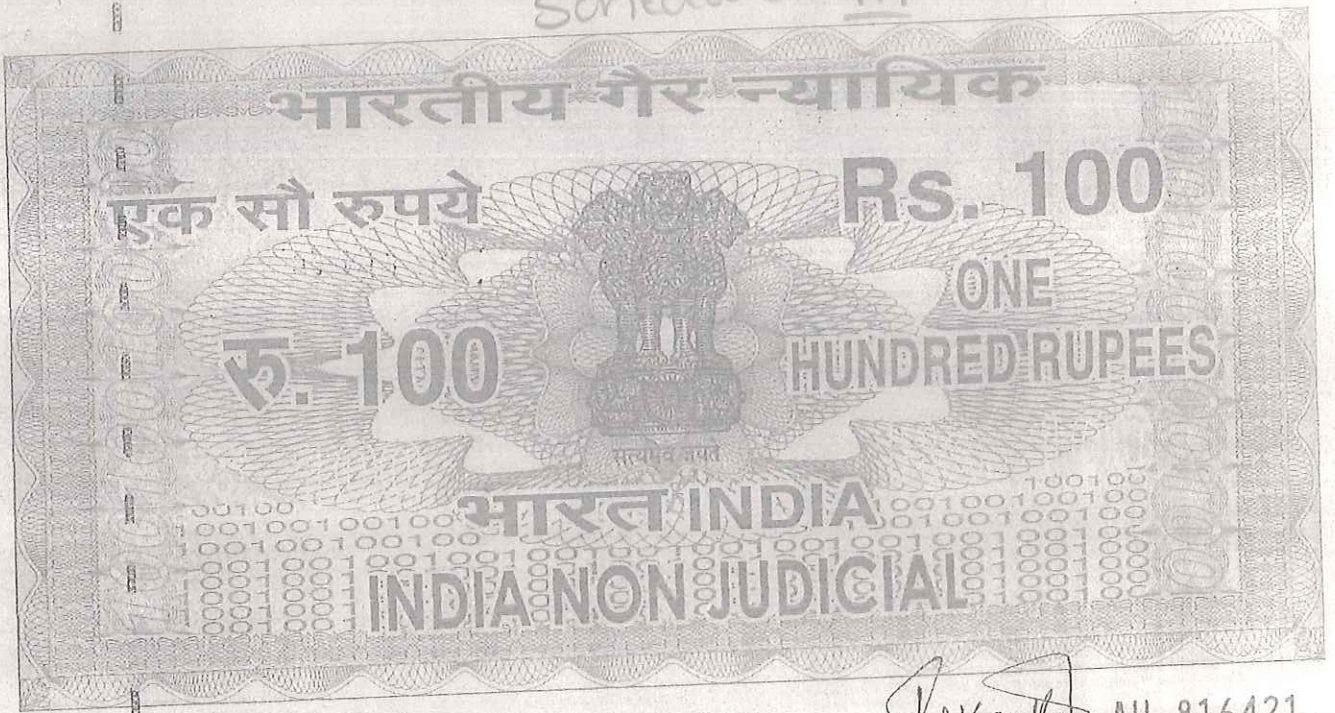 भारतीय गैर न्यायिक
एक सौ रुपये
Rs. 100
रु. 100
ONE
HUNDRED RUPEES
सत्यमेव जयते
भारत INDIA
INDIA NON JUDICIAL
AH 816421